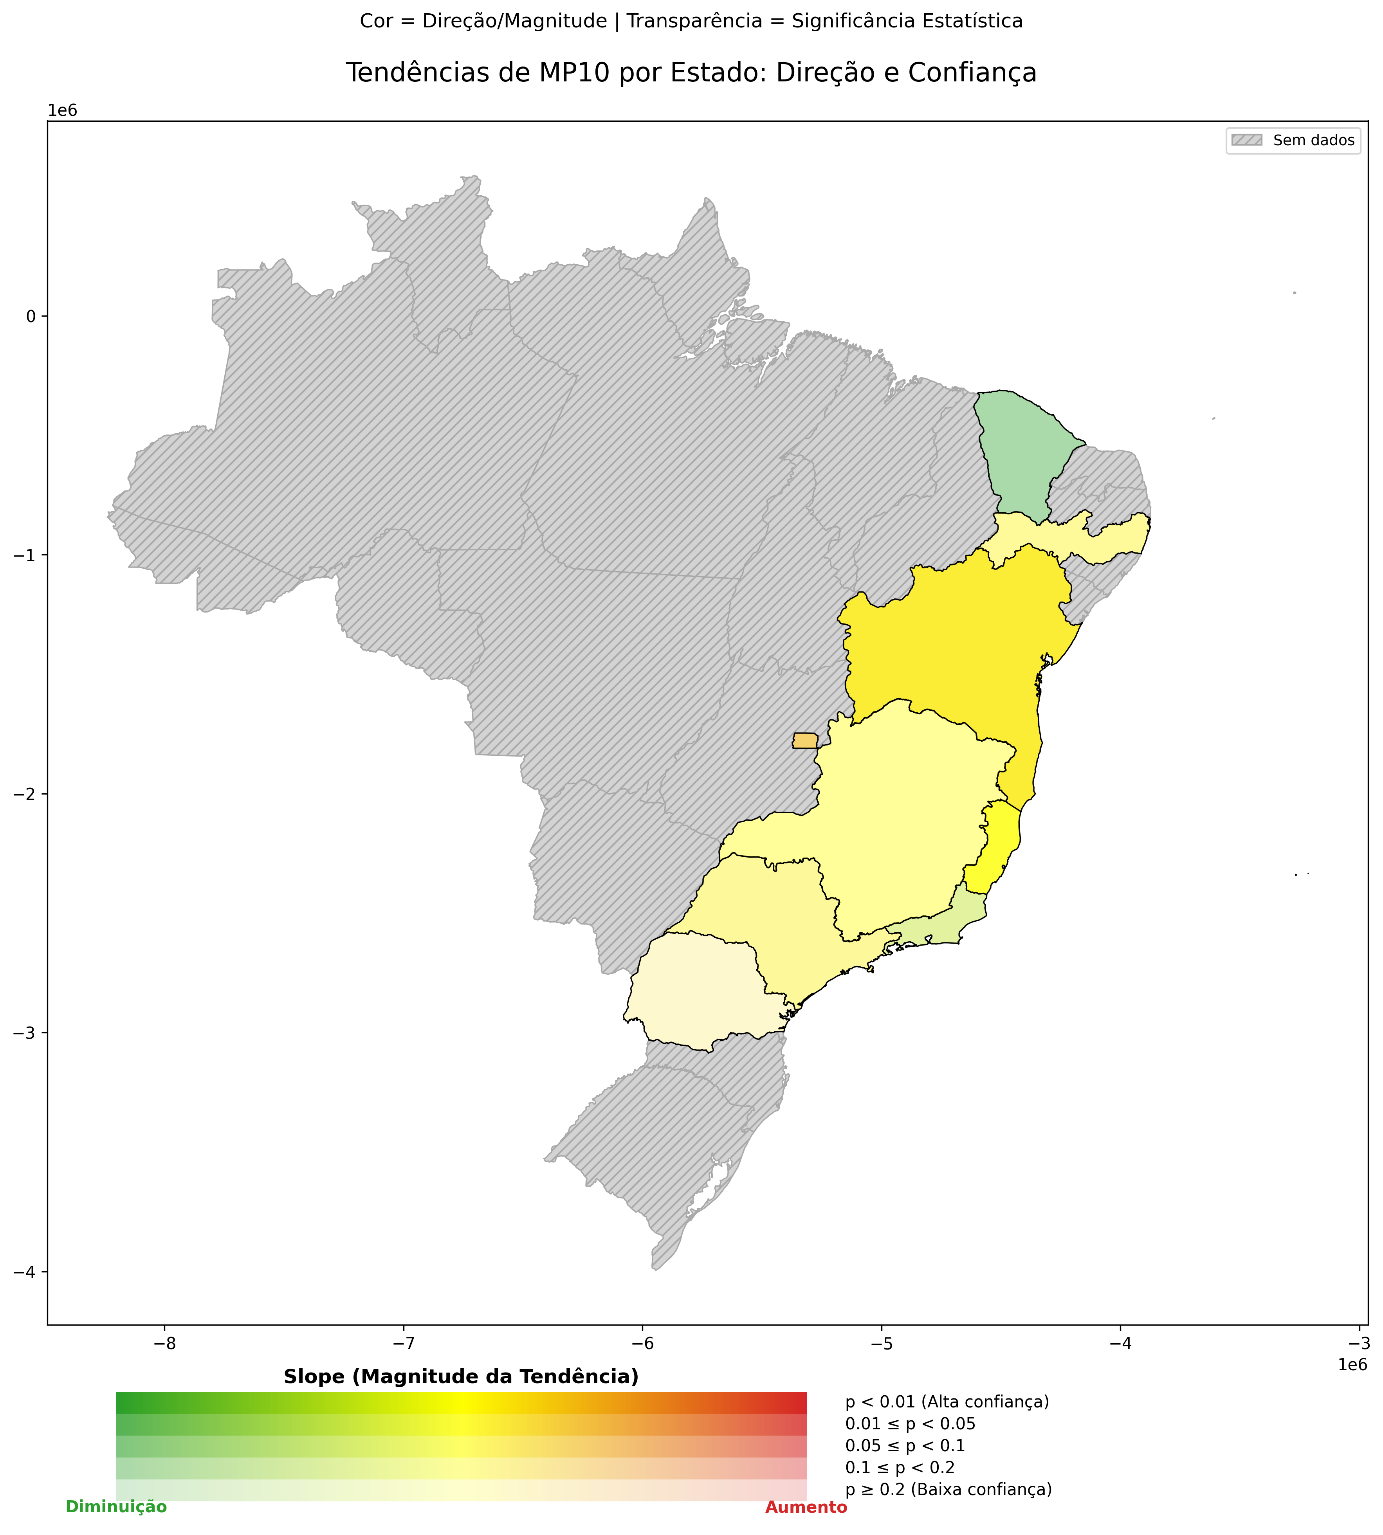 Cor = Direção/Magnitude | Transparência = Significância Estatística
Tendências de MP10 por Estado: Direção e Confiança
1e6
Sem dados
0
−1
−2
−3
−4
−8
−7
−6
−5
−4
−3
1e6
Slope (Magnitude da Tendência)
p < 0.01 (Alta confiança)
0.01 ≤ p < 0.05
0.05 ≤ p < 0.1
0.1 ≤ p < 0.2
p ≥ 0.2 (Baixa confiança)
Diminuição
Aumento